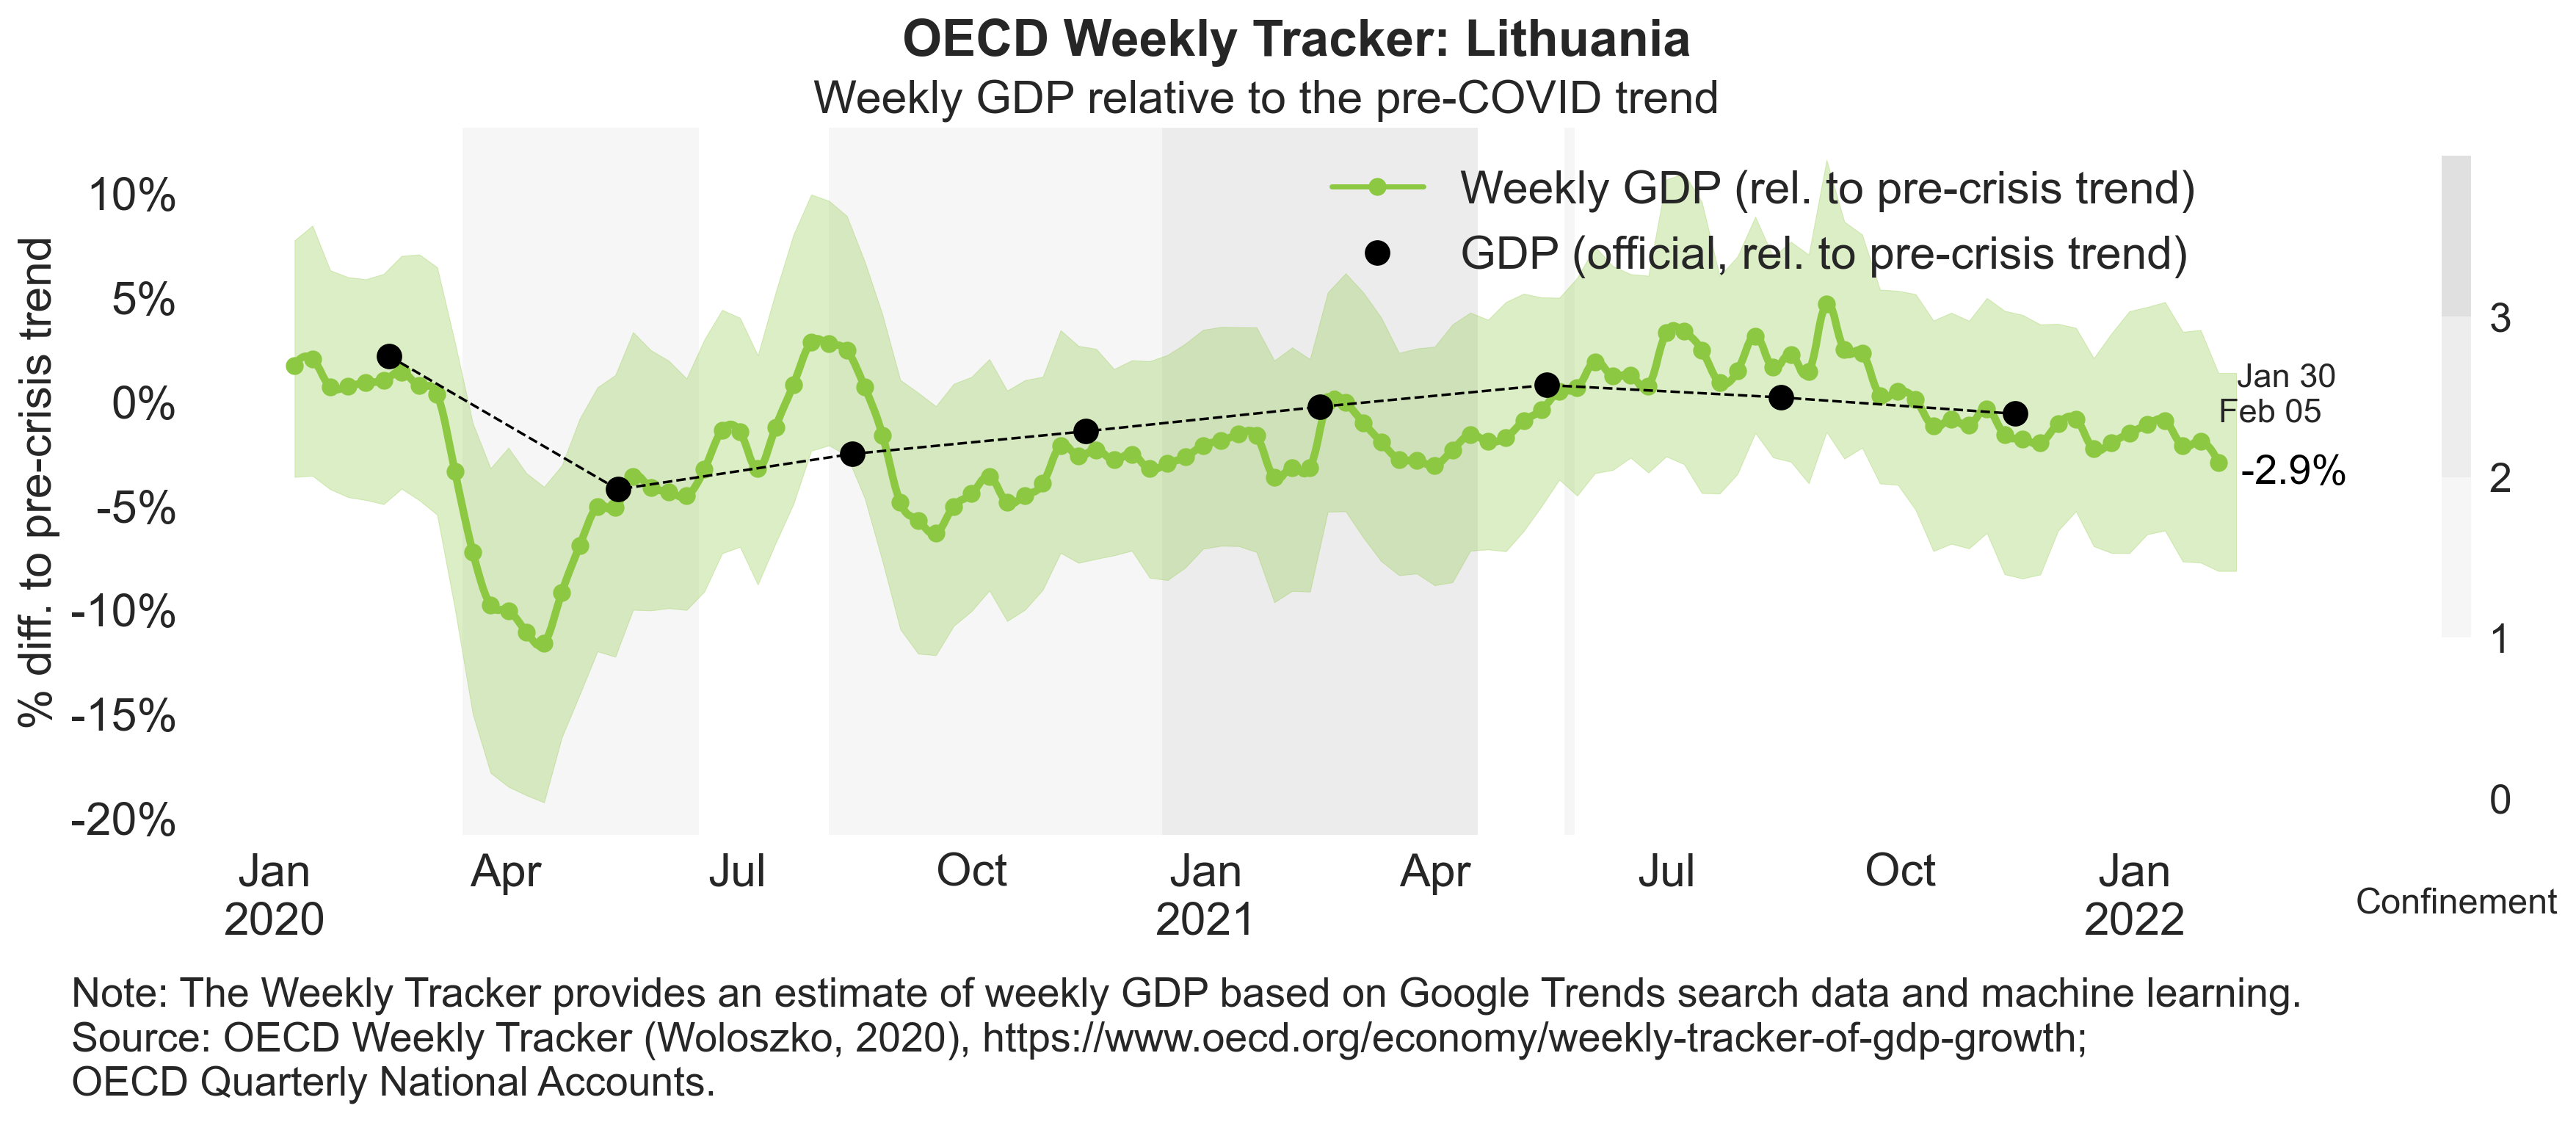 OECD Weekly Tracker: Lithuania
Weekly GDP relative to the pre-COVID trend
% diff. to pre-crisis trend
10%
5%
0%
-5%
-10%
-15%
-20%
Weekly GDP (rel. to pre-crisis trend)
GDP (official, rel. to pre-crisis trend)
Jan 30
Feb 05
-2.9%
3
2
1
0
Confinement
Jan Apr Jul Oct Jan Apr Jul Oct Jan
2020 2021 2022
Note: The Weekly Tracker provides an estimate of weekly GDP based on Google Trends search data and machine learning.
Source: OECD Weekly Tracker (Woloszko, 2020), https://www.oecd.org/economy/weekly-tracker-of-gdp-growth;
OECD Quarterly National Accounts.